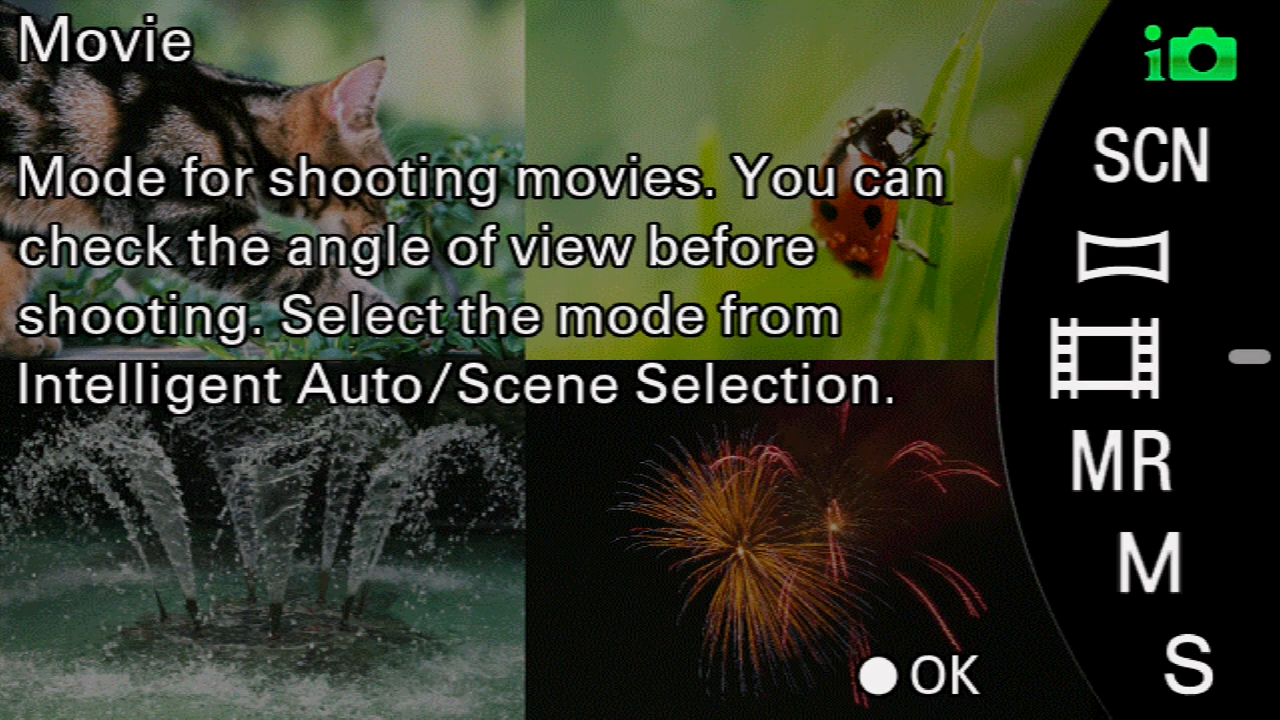 Movie
Mode for shooting movies. You can
check the angle of view before
shooting. Select the mode from
Intelligent Auto/Scene Selection.
OK
i
SCN
MR
M
S